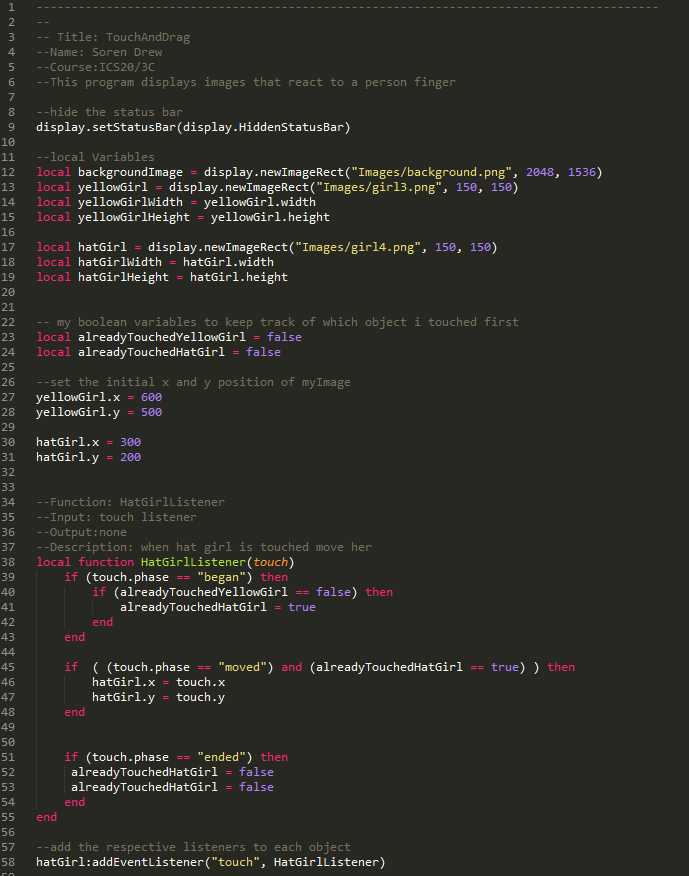 1 -----------------------------------------------------------------------------------------
2 --
3 -- Title: TouchAndDrag
4 --Name: Soren Drew
5 --Course:ICS20/3C
6 --This program displays images that react to a person finger
7
8 --hide the status bar
9 display.setStatusBar(display.HiddenStatusBar)
10
11 --local Variables
12 local backgroundImage = display.newImageRect("Images/background.png", 2048, 1536)
13 local yellowGirl = display.newImageRect("Images/girl3.png", 150, 150)
14 local yellowGirlWidth = yellowGirl.width
15 local yellowGirlHeight = yellowGirl.height
16
17 local hatGirl = display.newImageRect("Images/girl4.png", 150, 150)
18 local hatGirlWidth = hatGirl.width
19 local hatGirlHeight = hatGirl.height
20
21
22 -- my boolean variables to keep track of which object i touched first
23 local alreadyTouchedYellowGirl = false
24 local alreadyTouchedHatGirl = false
25
26 --set the initial x and y position of myImage
27 yellowGirl.x = 600
28 yellowGirl.y = 500
29
30 hatGirl.x = 300
31 hatGirl.y = 200
32
33
34 --Function: HatGirlListener
35 --Input: touch listener
36 --Output:none
37 --Description: when hat girl is touched move her
38 local function HatGirlListener(touch)
39     if (touch.phase == "began") then
40         if (alreadyTouchedYellowGirl == false) then
41             alreadyTouchedHatGirl = true
42         end
43     end
44
45     if  ( (touch.phase == "moved") and (alreadyTouchedHatGirl == true) ) then
46         hatGirl.x = touch.x
47         hatGirl.y = touch.y
48     end
49
50
51     if (touch.phase == "ended") then
52      alreadyTouchedHatGirl = false
53      alreadyTouchedHatGirl = false
54     end
55 end
56
57 --add the respective listeners to each object
58 hatGirl:addEventListener("touch", HatGirlListener)